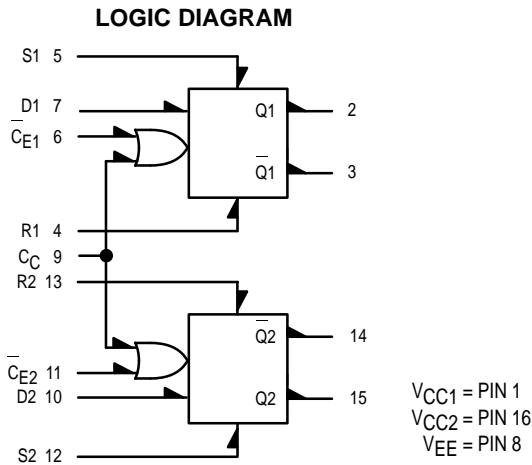 LOGIC DIAGRAM
S1 5
D1 7
C̅E1 6
Q1 2
Q̅1 3
R1 4
CC 9
R2 13
Q̅2 14
C̅E2 11
D2 10
Q2 15
S2 12
VCC1 = PIN 1
VCC2 = PIN 16
VEE = PIN 8